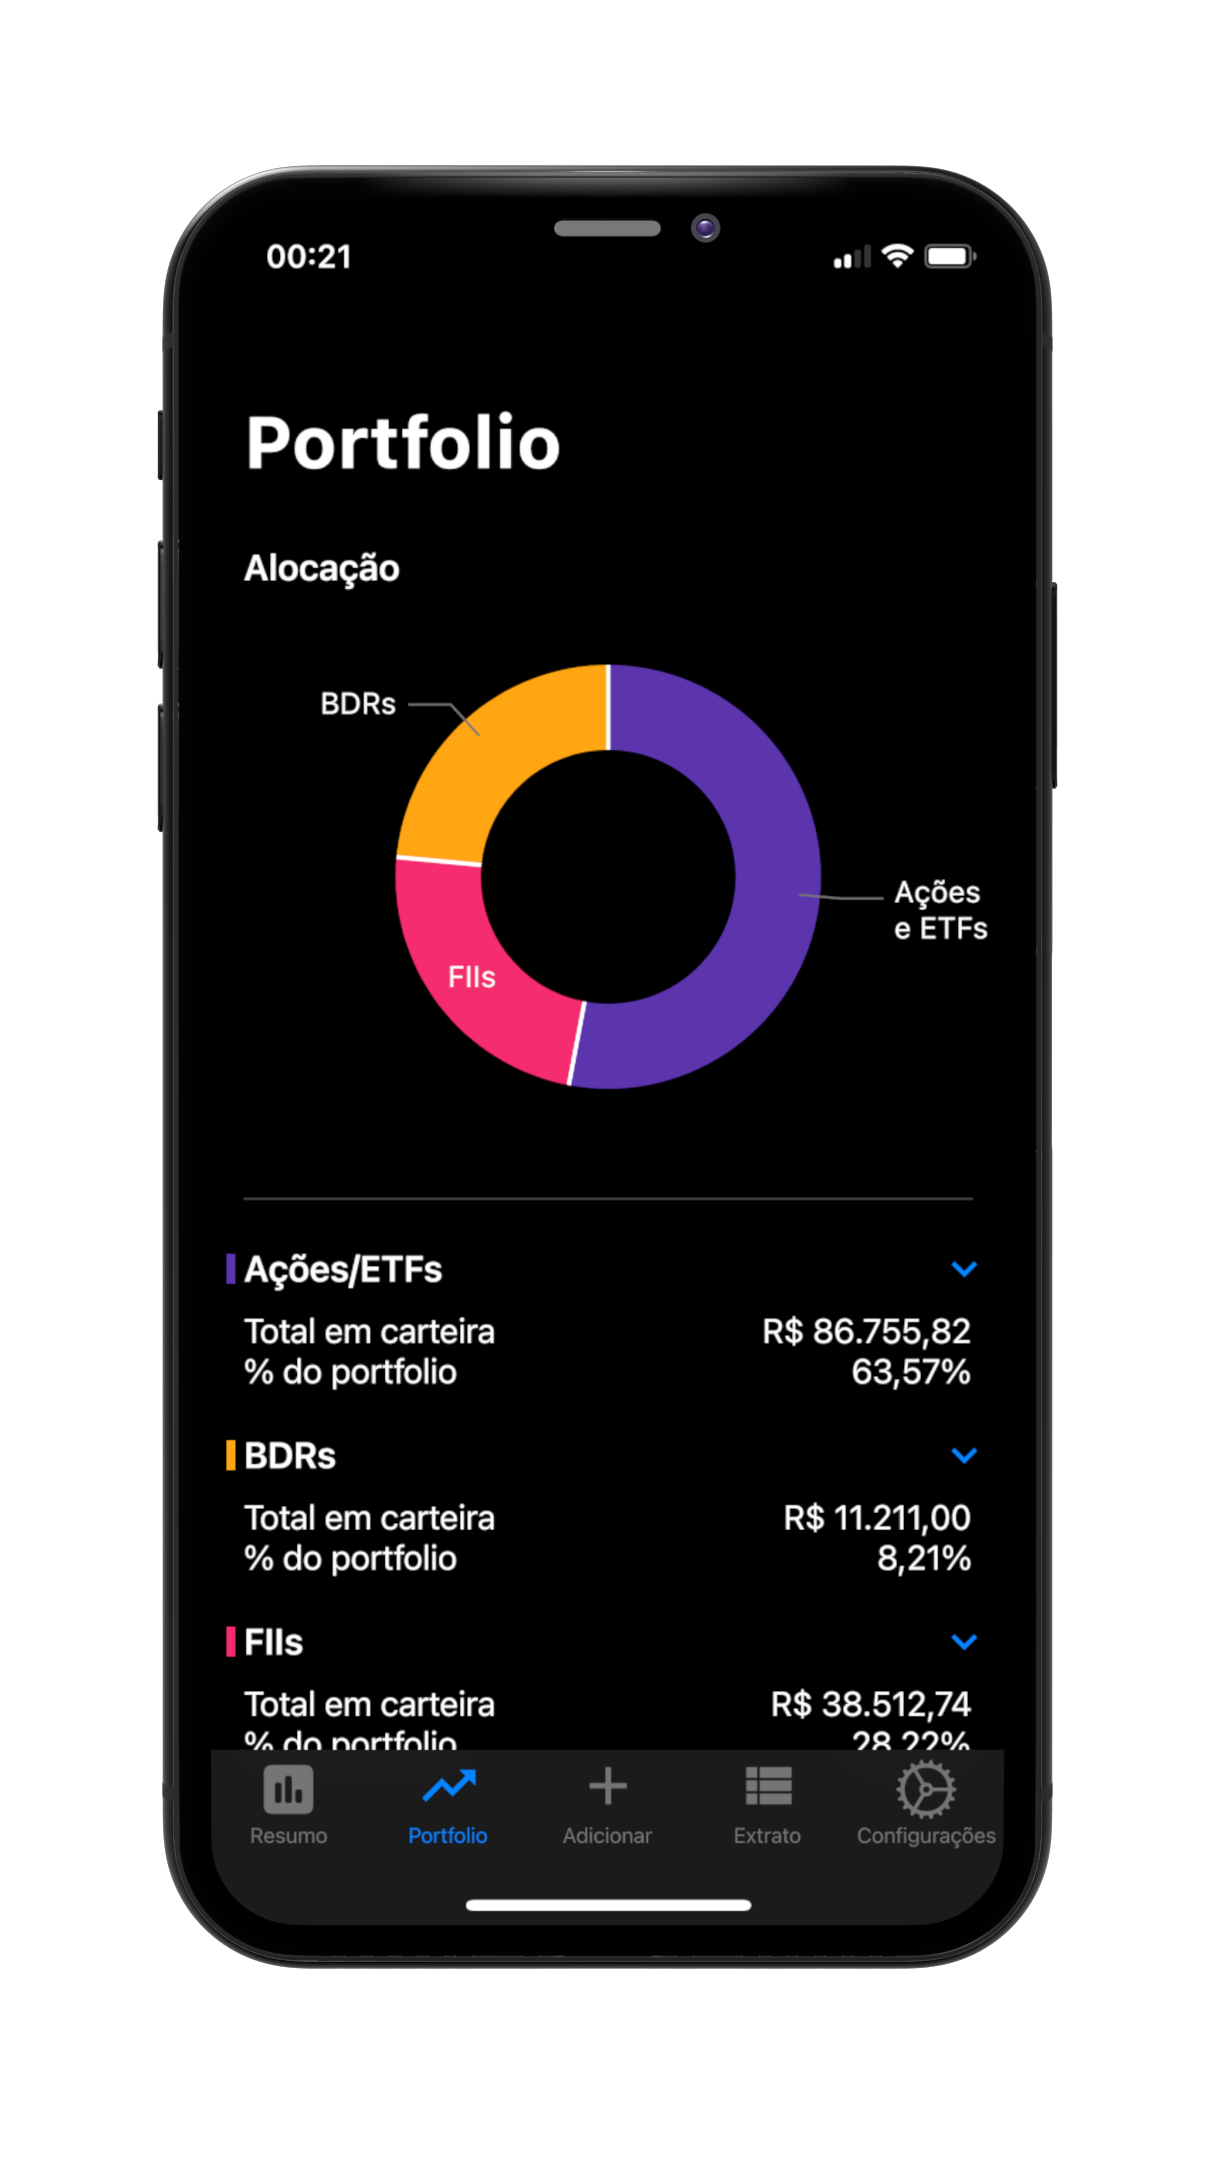 00:21
Portfolio
Alocação
BDRs
Ações
e ETFs
FIIs
Ações/ETFs
Total em carteira R$ 86.755,82
% do portfolio 63,57%
BDRs
Total em carteira R$ 11.211,00
% do portfolio 8,21%
FIIs
Total em carteira R$ 38.512,74
% do portfolio 28,22%
Resumo Portfolio Adicionar Extrato Configurações